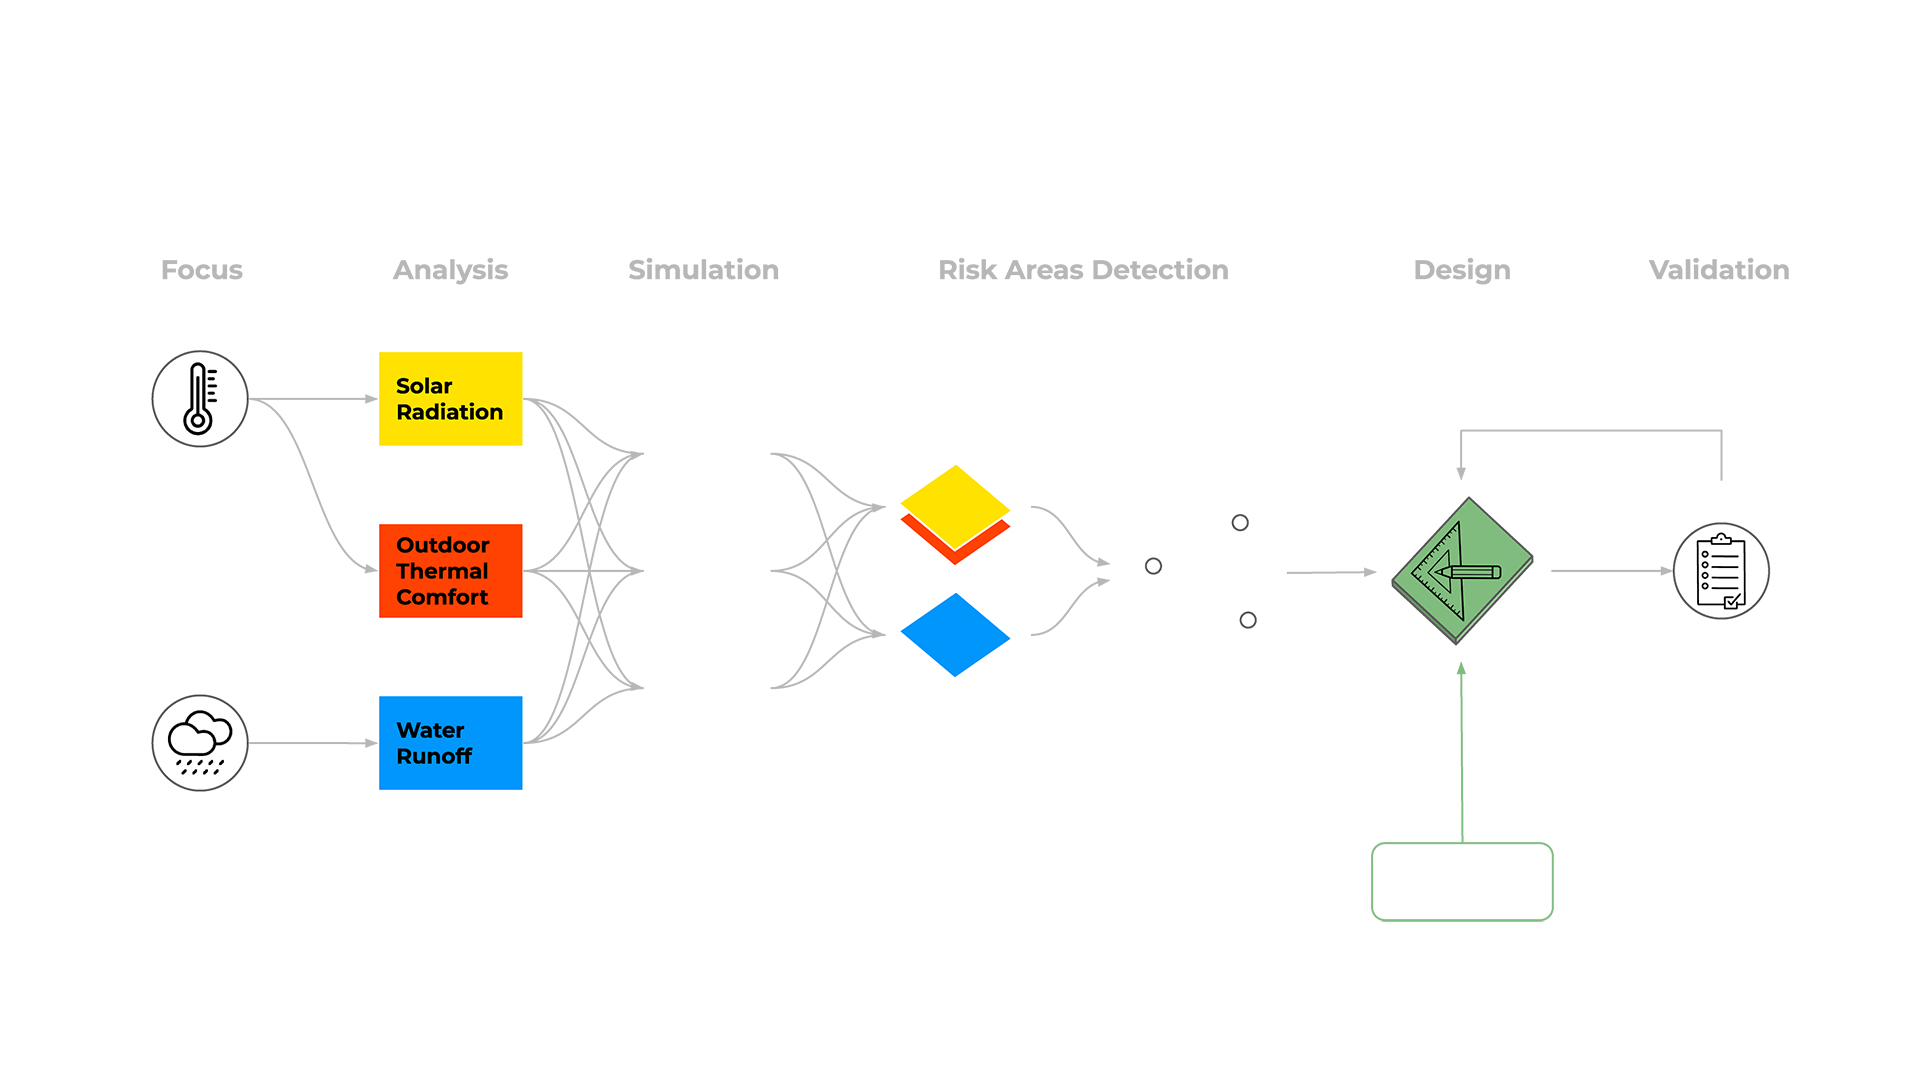 Focus
Analysis
Simulation
Risk Areas Detection
Design
Validation
Solar
Radiation
Outdoor
Thermal
Comfort
Water
Runoff